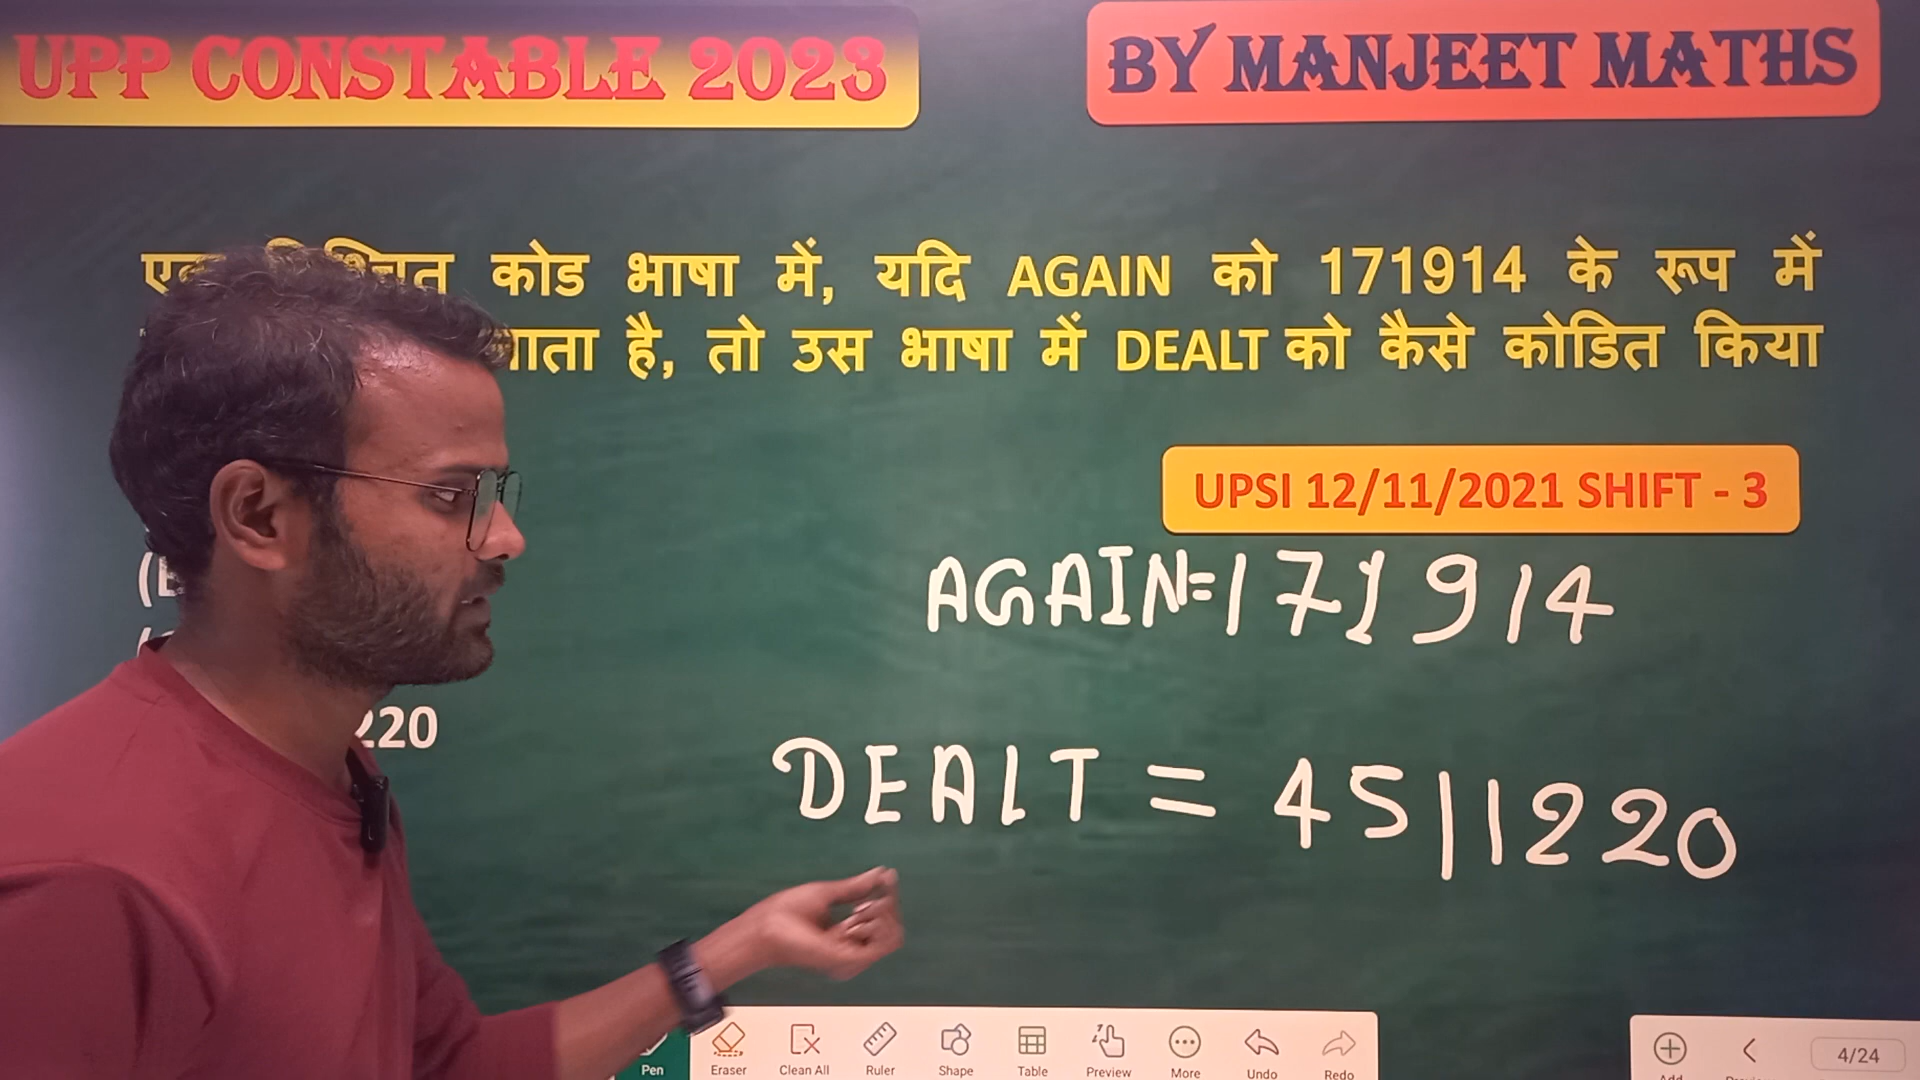 UPP CONSTABLE 2023
BY MANJEET MATHS
कोड भाषा में, यदि AGAIN को 171914 के रूप में
है, तो उस भाषा में DEALT को कैसे कोडित किया
UPSI 12/11/2021 SHIFT - 3
AGAIN=171914
220
DEALT = 4511220
Pen
Eraser
Clean All
Ruler
Shape
Table
Preview
More
Undo
Redo
Add
4/24